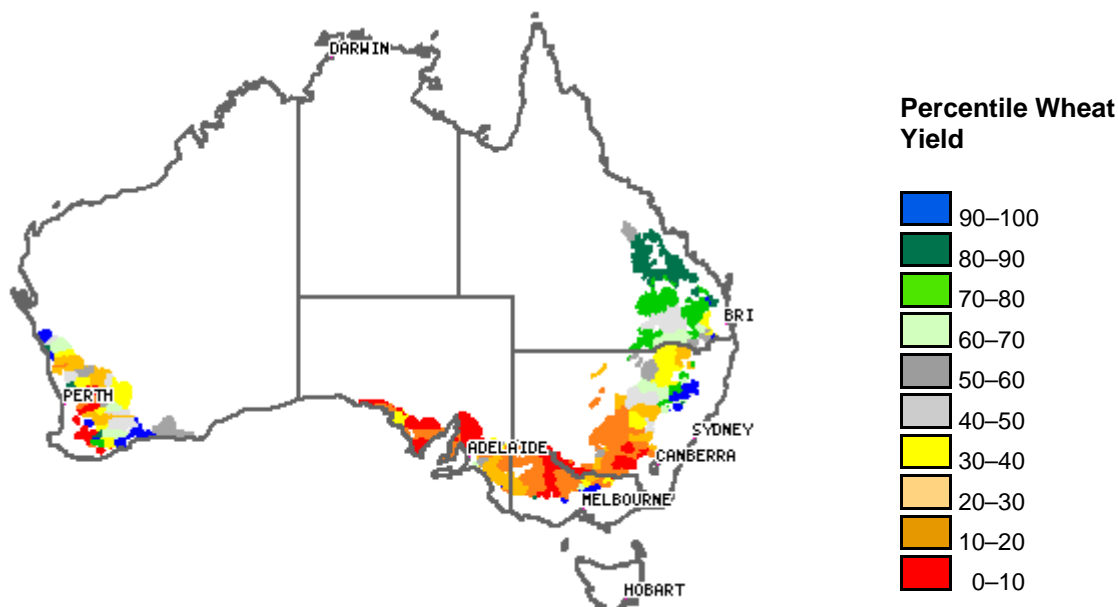 DARWIN
BRI
PERTH
SYDNEY
ADELAIDE
CANBERRA
MELBOURNE
HOBART
Percentile Wheat
Yield
90–100
80–90
70–80
60–70
50–60
40–50
30–40
20–30
10–20
0–10